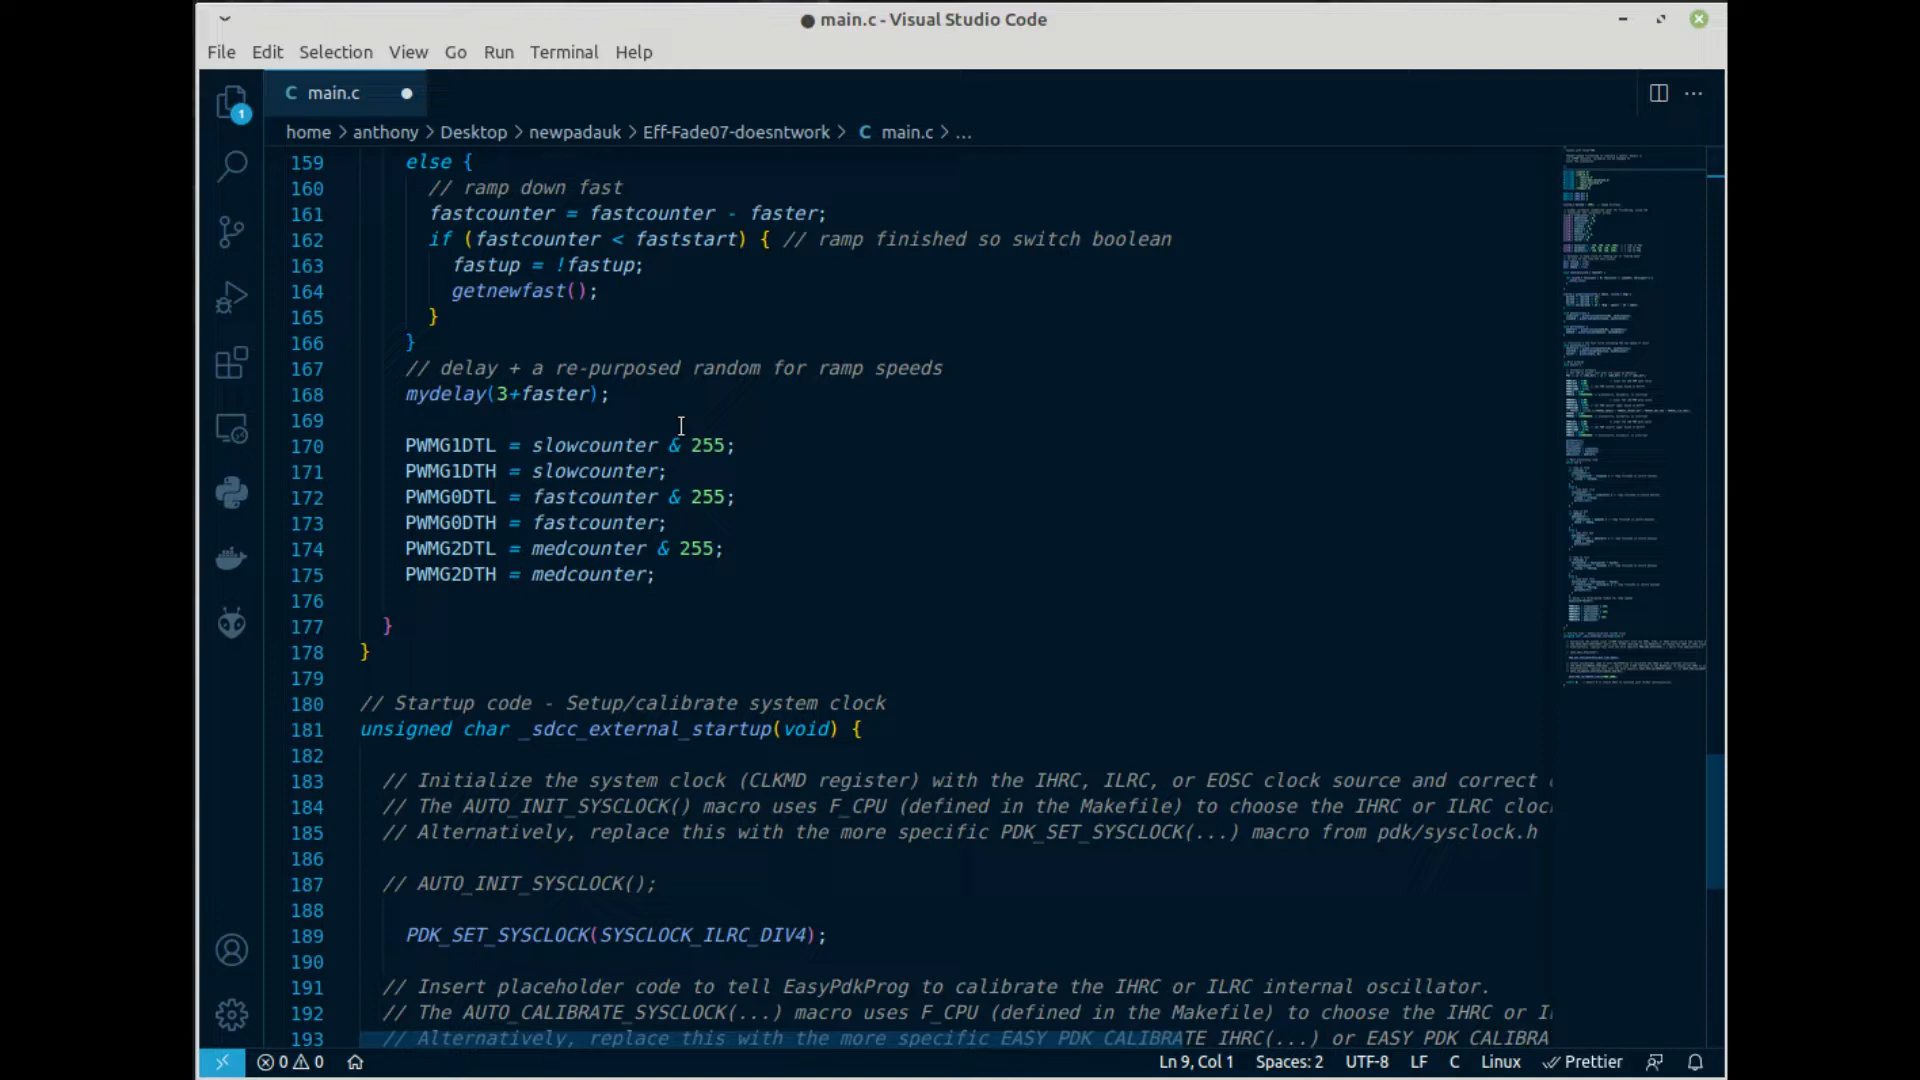 ● main.c - Visual Studio Code
File Edit Selection View Go Run Terminal Help
C main.c ●
1
home > anthony > Desktop > newpadauk > Eff-Fade07-doesntwork > C main.c > ...
159 else {
160 // ramp down fast
161 fastcounter = fastcounter - faster;
162 if (fastcounter < faststart) { // ramp finished so switch boolean
163 fastup = !fastup;
164 getnewfast();
165 }
166 }
167 // delay + a re-purposed random for ramp speeds
168 mydelay(3+faster);
169
170 PWMG1DTL = slowcounter & 255;
171 PWMG1DTH = slowcounter;
172 PWMG0DTL = fastcounter & 255;
173 PWMG0DTH = fastcounter;
174 PWMG2DTL = medcounter & 255;
175 PWMG2DTH = medcounter;
176
177 }
178 }
179
180 // Startup code - Setup/calibrate system clock
181 unsigned char _sdcc_external_startup(void) {
182
183 // Initialize the system clock (CLKMD register) with the IHRC, ILRC, or EOSC clock source and correct
184 // The AUTO_INIT_SYSCLOCK() macro uses F_CPU (defined in the Makefile) to choose the IHRC or ILRC cloc
185 // Alternatively, replace this with the more specific PDK_SET_SYSCLOCK(...) macro from pdk/sysclock.h
186
187 // AUTO_INIT_SYSCLOCK();
188
189 PDK_SET_SYSCLOCK(SYSCLOCK_ILRC_DIV4);
190
191 // Insert placeholder code to tell EasyPdkProg to calibrate the IHRC or ILRC internal oscillator.
192 // The AUTO_CALIBRATE_SYSCLOCK(...) macro uses F_CPU (defined in the Makefile) to choose the IHRC or I
193 // Alternatively, replace this with the more specific EASY_PDK_CALIBRATE_IHRC(...) or EASY_PDK_CALIBRA
0 0 Ln 9, Col 1 Spaces: 2 UTF-8 LF C Linux Prettier